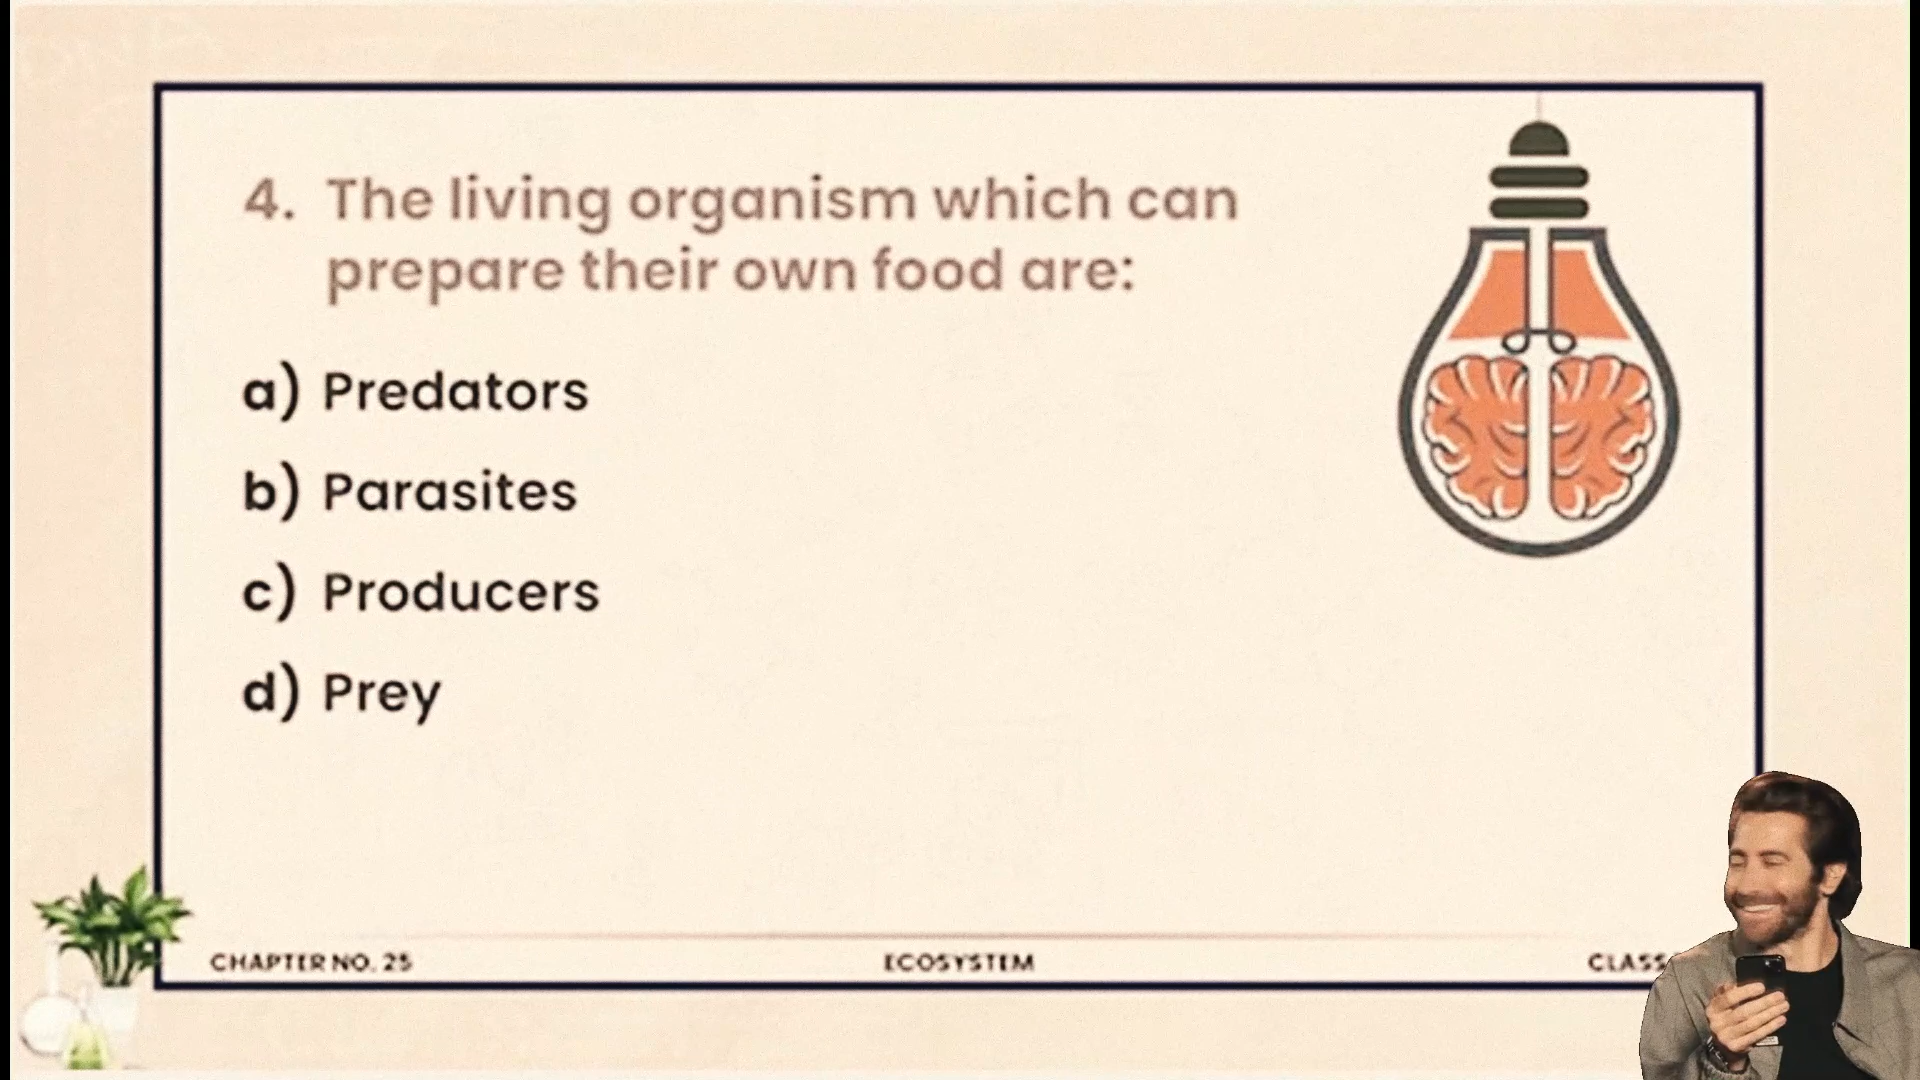 4. The living organism which can
prepare their own food are:
a) Predators
b) Parasites
c) Producers
d) Prey
CHAPTER NO. 25 ECOSYSTEM